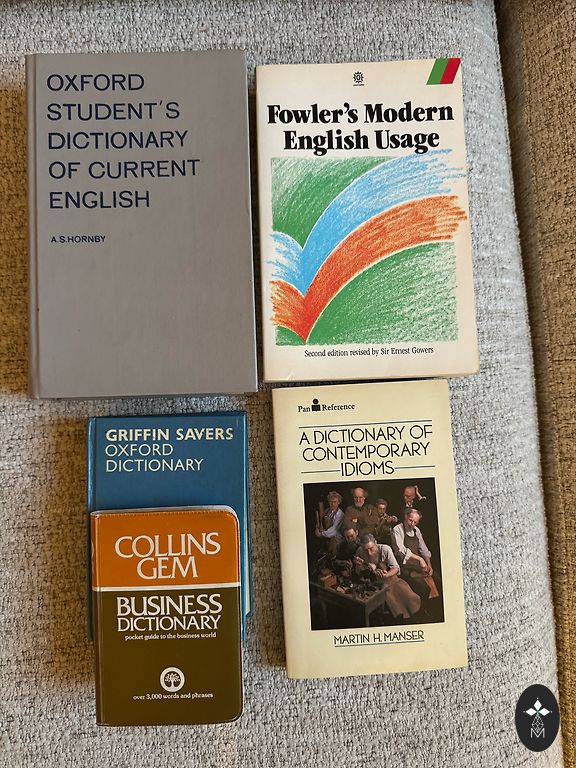 OXFORD
STUDENT'S
DICTIONARY
OF CURRENT
ENGLISH
A.S.HORNBY
Fowler's Modern
English Usage
Second edition revised by Sir Ernest Gowers
GRIFFIN SAVERS
OXFORD
DICTIONARY
COLLINS
GEM
BUSINESS
DICTIONARY
pocket guide to the business world
over 3,000 words and phrases
Pan Reference
A DICTIONARY OF
CONTEMPORARY
IDIOMS
MARTIN H. MANSER
M